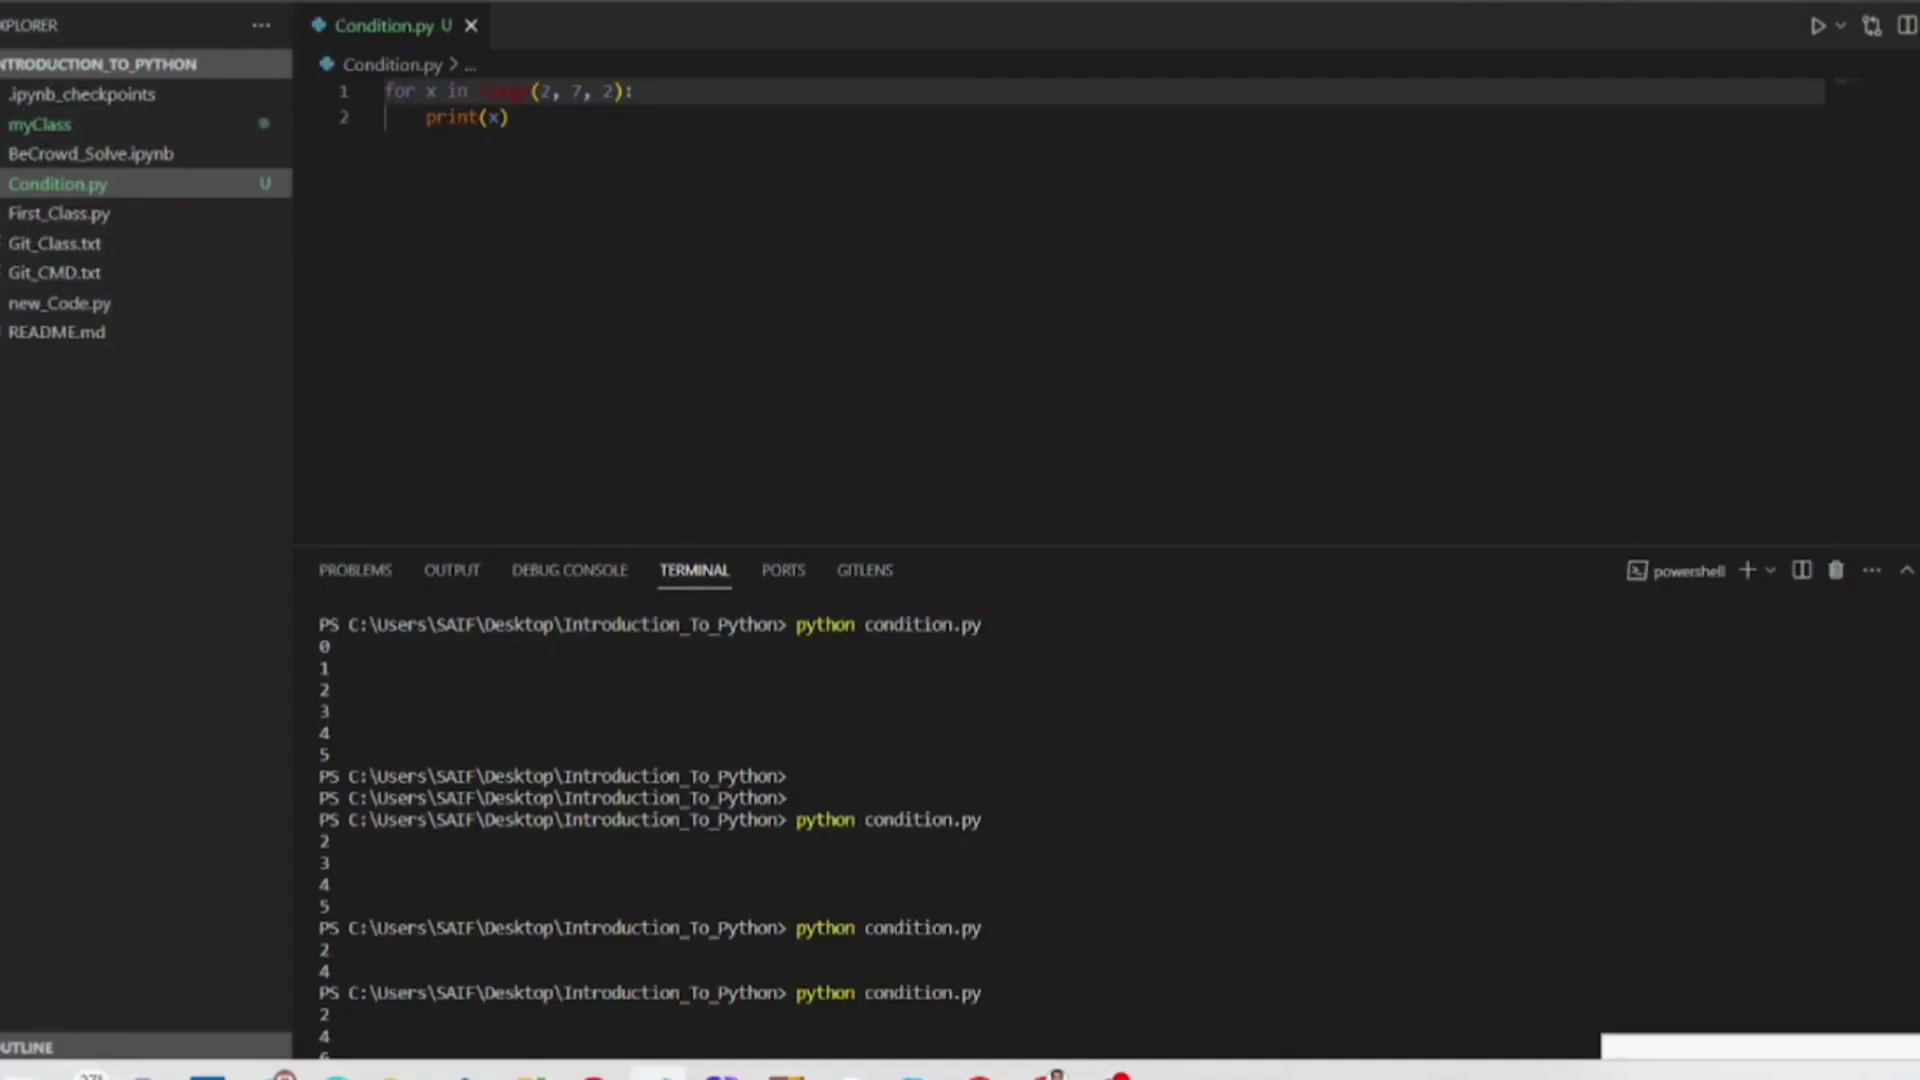 XPLORER
Condition.py U
NTRODUCTION_TO_PYTHON
.ipynb_checkpoints
myClass
BeCrowd_Solve.ipynb
Condition.py U
First_Class.py
Git_Class.txt
Git_CMD.txt
new_Code.py
README.md
UTLINE
Condition.py > ...
1 for x in range(2, 7, 2):
2 print(x)
PROBLEMS OUTPUT DEBUG CONSOLE TERMINAL PORTS GITLENS
powershell
PS C:\Users\SAIF\Desktop\Introduction_To_Python> python condition.py
0
1
2
3
4
5
PS C:\Users\SAIF\Desktop\Introduction_To_Python>
PS C:\Users\SAIF\Desktop\Introduction_To_Python>
PS C:\Users\SAIF\Desktop\Introduction_To_Python> python condition.py
2
3
4
5
PS C:\Users\SAIF\Desktop\Introduction_To_Python> python condition.py
2
4
PS C:\Users\SAIF\Desktop\Introduction_To_Python> python condition.py
2
4
6